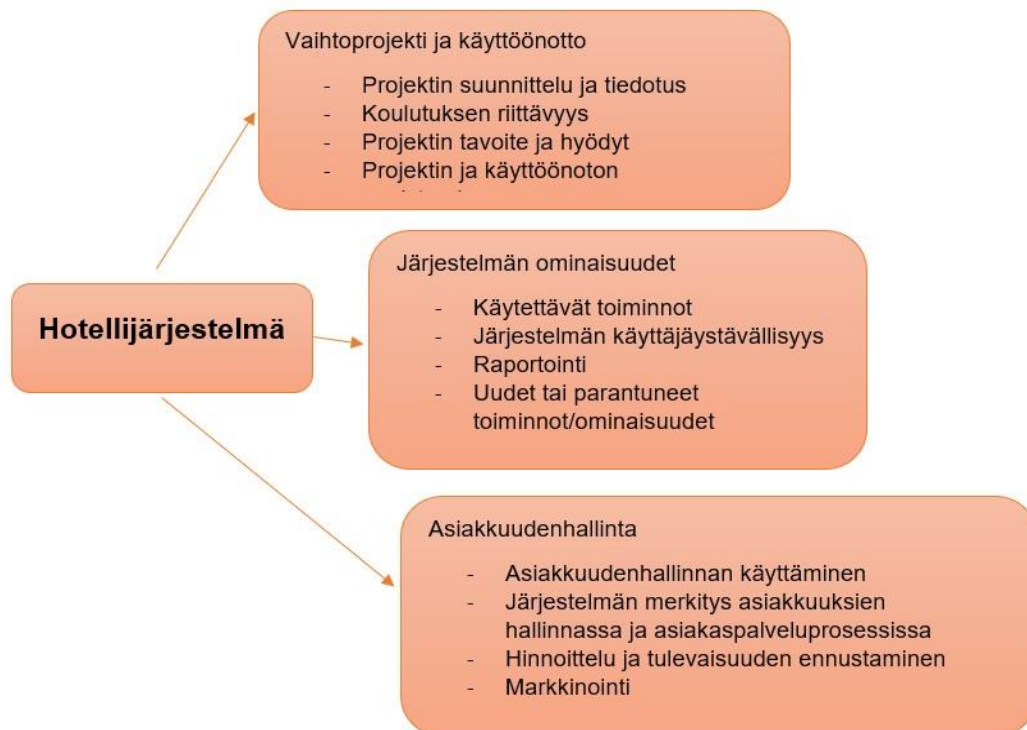 Vaihtoprojekti ja käyttöönotto
- Projektin suunnittelu ja tiedotus
- Koulutuksen riittävyys
- Projektin tavoite ja hyödyt
- Projektin ja käyttöönoton
Järjestelmän ominaisuudet
- Käytettävät toiminnot
- Järjestelmän käyttäjäystävällisyys
- Raportointi
- Uudet tai parantuneet
toiminnot/ominaisuudet
Hotellijärjestelmä
Asiakkuudenhallinta
- Asiakkuudenhallinnan käyttäminen
- Järjestelmän merkitys asiakkuuksien
hallinnassa ja asiakaspalveluprosessissa
- Hinnoittelu ja tulevaisuuden ennustaminen
- Markkinointi